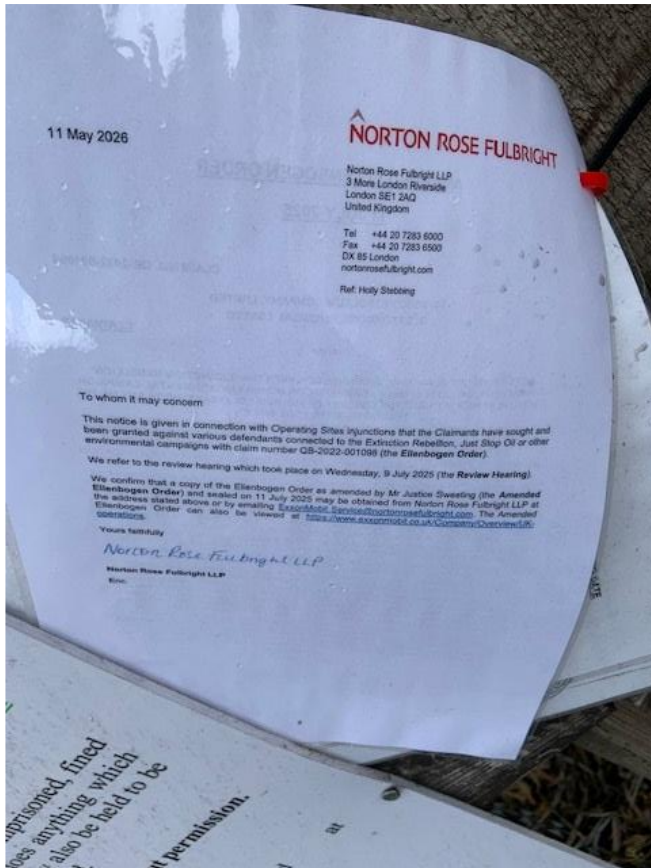 11 May 2026
NORTON ROSE FULBRIGHT
Norton Rose Fulbright LLP
3 More London Riverside
London SE1 2AQ
United Kingdom
Tel +44 20 7283 6000
Fax +44 20 7283 6500
DX 85 London
nortonrosefulbright.com
Ref: Holly Stebbing
To whom it may concern
This notice is given in connection with Operating Sites injunctions that the Claimants have sought and
been granted against various defendants connected to the Extinction Rebellion, Just Stop Oil or other
environmental campaigns with claim number QB-2022-001098 (the Ellenbogen Order).
We refer to the review hearing which took place on Wednesday, 9 July 2025 (the Review Hearing).
We confirm that a copy of the Ellenbogen Order as amended by Mr Justice Sweeting (the Amended
Ellenbogen Order) and sealed on 11 July 2025 may be obtained from Norton Rose Fulbright LLP at
the address stated above or by emailing ExxonMobil.Service@nortonrosefulbright.com. The Amended
Ellenbogen Order can also be viewed at https://www.exxonmobil.co.uk/Company/Overview/UK-
operations.
Yours faithfully
Norton Rose Fulbright LLP
Norton Rose Fulbright LLP
Enc.
fined
does anything which
also be held to be
permission.
at